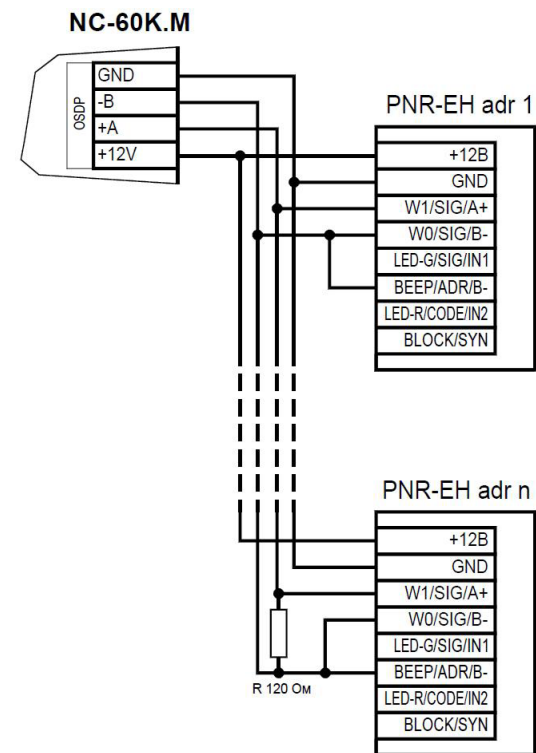 NC-60K.M
OSDP
GND
-B
+A
+12V
PNR-EH adr 1
+12В
GND
W1/SIG/A+
W0/SIG/B-
LED-G/SIG/IN1
BEEP/ADR/B-
LED-R/CODE/IN2
BLOCK/SYN
PNR-EH adr n
+12В
GND
W1/SIG/A+
W0/SIG/B-
LED-G/SIG/IN1
BEEP/ADR/B-
LED-R/CODE/IN2
BLOCK/SYN
R 120 Ом